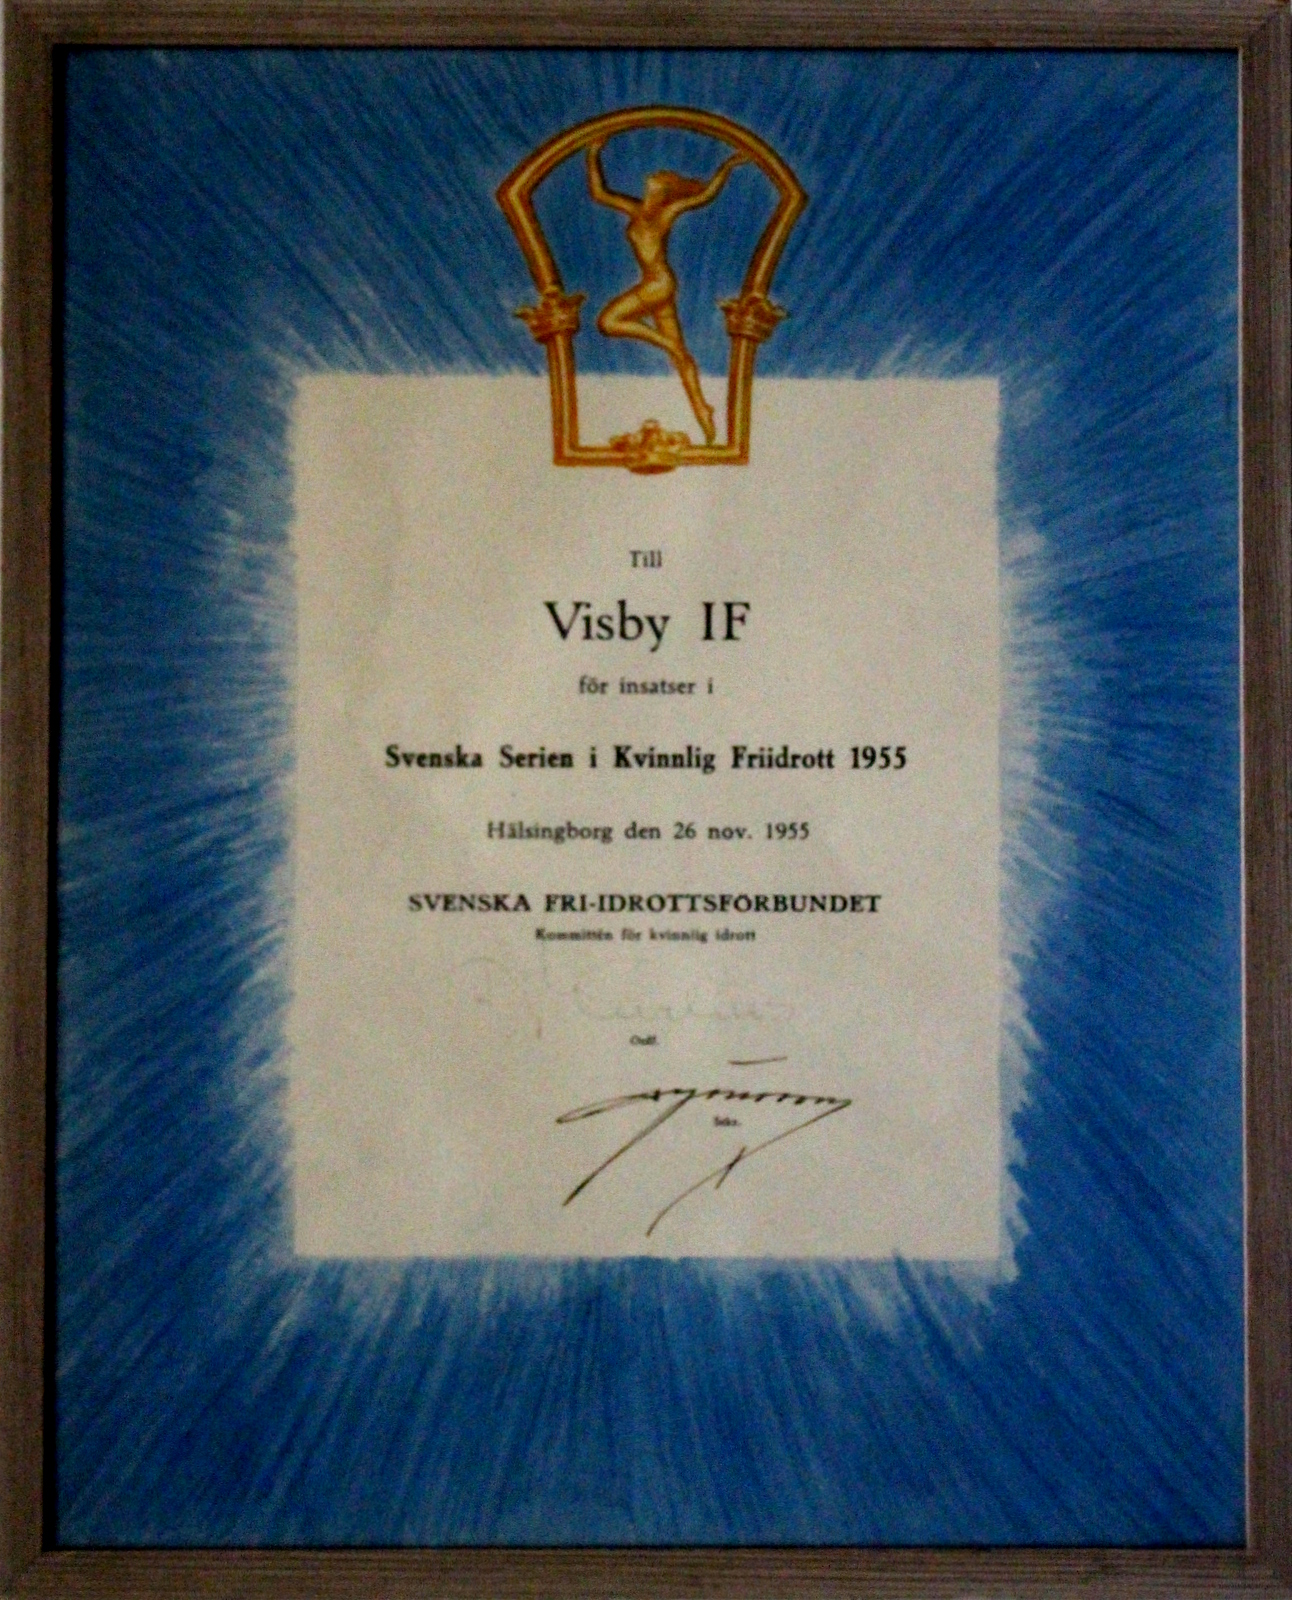 Till
Visby IF
för insatser i
Svenska Serien i Kvinnlig Friidrott 1955
Hälsingborg den 26 nov. 1955
SVENSKA FRI-IDROTTSFÖRBUNDET
Kommittén för kvinnlig idrott
Ordf.
Sekr.